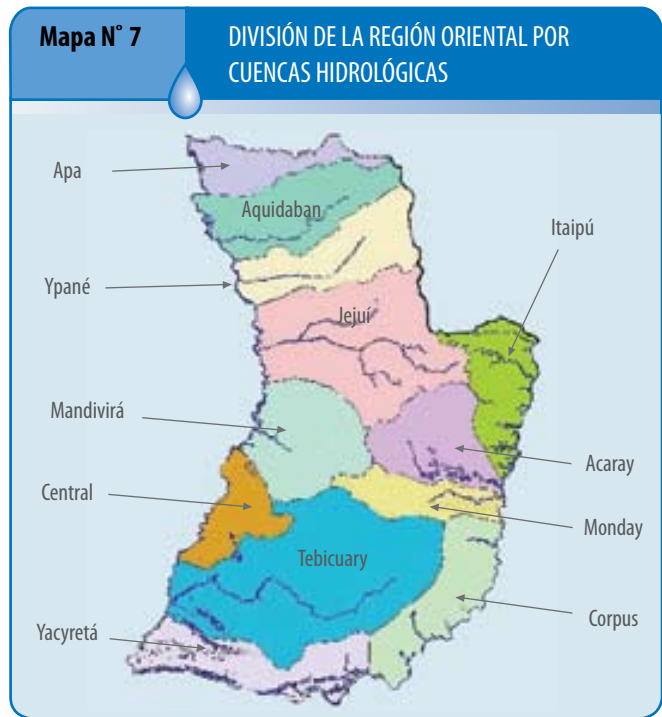 Mapa N° 7
DIVISIÓN DE LA REGIÓN ORIENTAL POR
CUENCAS HIDROLÓGICAS
Apa
Aquidaban
Itaipú
Ypané
Jejuí
Mandivirá
Acaray
Central
Monday
Tebicuary
Corpus
Yacyretá